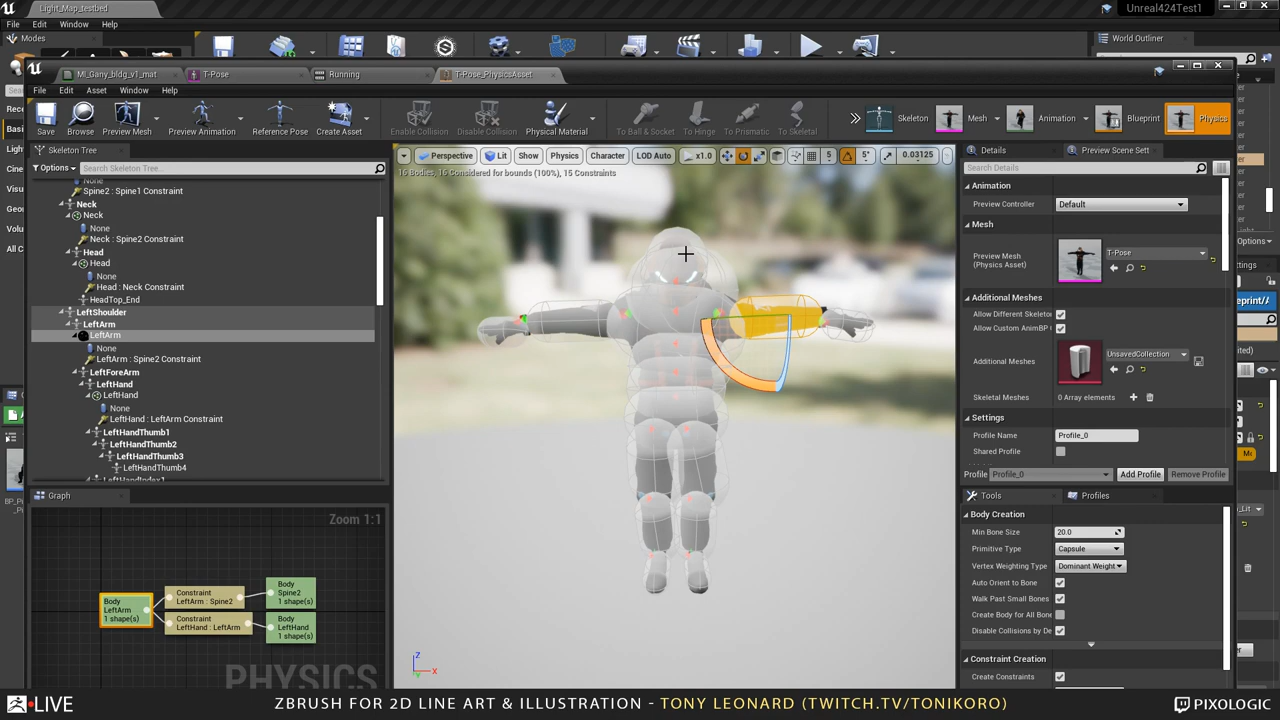 Light_Map_testbed
Unreal424Test1
File Edit Window Help
Modes
World Outliner
MI_Gany_bldg_v1_mat
T-Pose
Running
T-Pose_PhysicsAsset
File Edit Asset Window Help
Save
Browse
Preview Mesh
Preview Animation
Reference Pose
Create Asset
Enable Collision
Disable Collision
Physical Material
To Ball & Socket
To Hinge
To Prismatic
To Skeletal
Skeleton
Mesh
Animation
Blueprint
Physics
Skeleton Tree
Options
Search Skeleton Tree...
Spine2 : Spine1 Constraint
Neck
Neck
None
Neck : Spine2 Constraint
Head
Head
None
Head : Neck Constraint
HeadTop_End
LeftShoulder
LeftArm
LeftArm
None
LeftArm : Spine2 Constraint
LeftForeArm
LeftHand
LeftHand
None
LeftHand : LeftArm Constraint
LeftHandThumb1
LeftHandThumb2
LeftHandThumb3
LeftHandThumb4
LeftHandIndex1
Perspective
Lit
Show
Physics
Character
LOD Auto
x1.0
5
5°
0.03125
16 Bodies, 16 Considered for bounds (100%), 15 Constraints
Z
X
Graph
Zoom 1:1
Body
LeftArm
1 shape(s)
Constraint
LeftArm : Spine2
Body
Spine2
1 shape(s)
Constraint
LeftHand : LeftArm
Body
LeftHand
1 shape(s)
PHYSICS
Details
Preview Scene Sett
Search Details
Animation
Preview Controller
Default
Mesh
Preview Mesh
(Physics Asset)
T-Pose
Additional Meshes
Allow Different Skeleto
Allow Custom AnimBP
Additional Meshes
UnsavedCollection
Skeletal Meshes
0 Array elements
Settings
Profile Name
Profile_0
Shared Profile
Profile
Profile_0
Add Profile
Remove Profile
Tools
Profiles
Body Creation
Min Bone Size
20.0
Primitive Type
Capsule
Vertex Weighting Type
Dominant Weight
Auto Orient to Bone
Walk Past Small Bones
Create Body for All Bone
Disable Collisions by De
Constraint Creation
Create Constraints
LIVE
ZBRUSH FOR 2D LINE ART & ILLUSTRATION - TONY LEONARD (TWITCH.TV/TONIKORO)
PIXOLOGIC